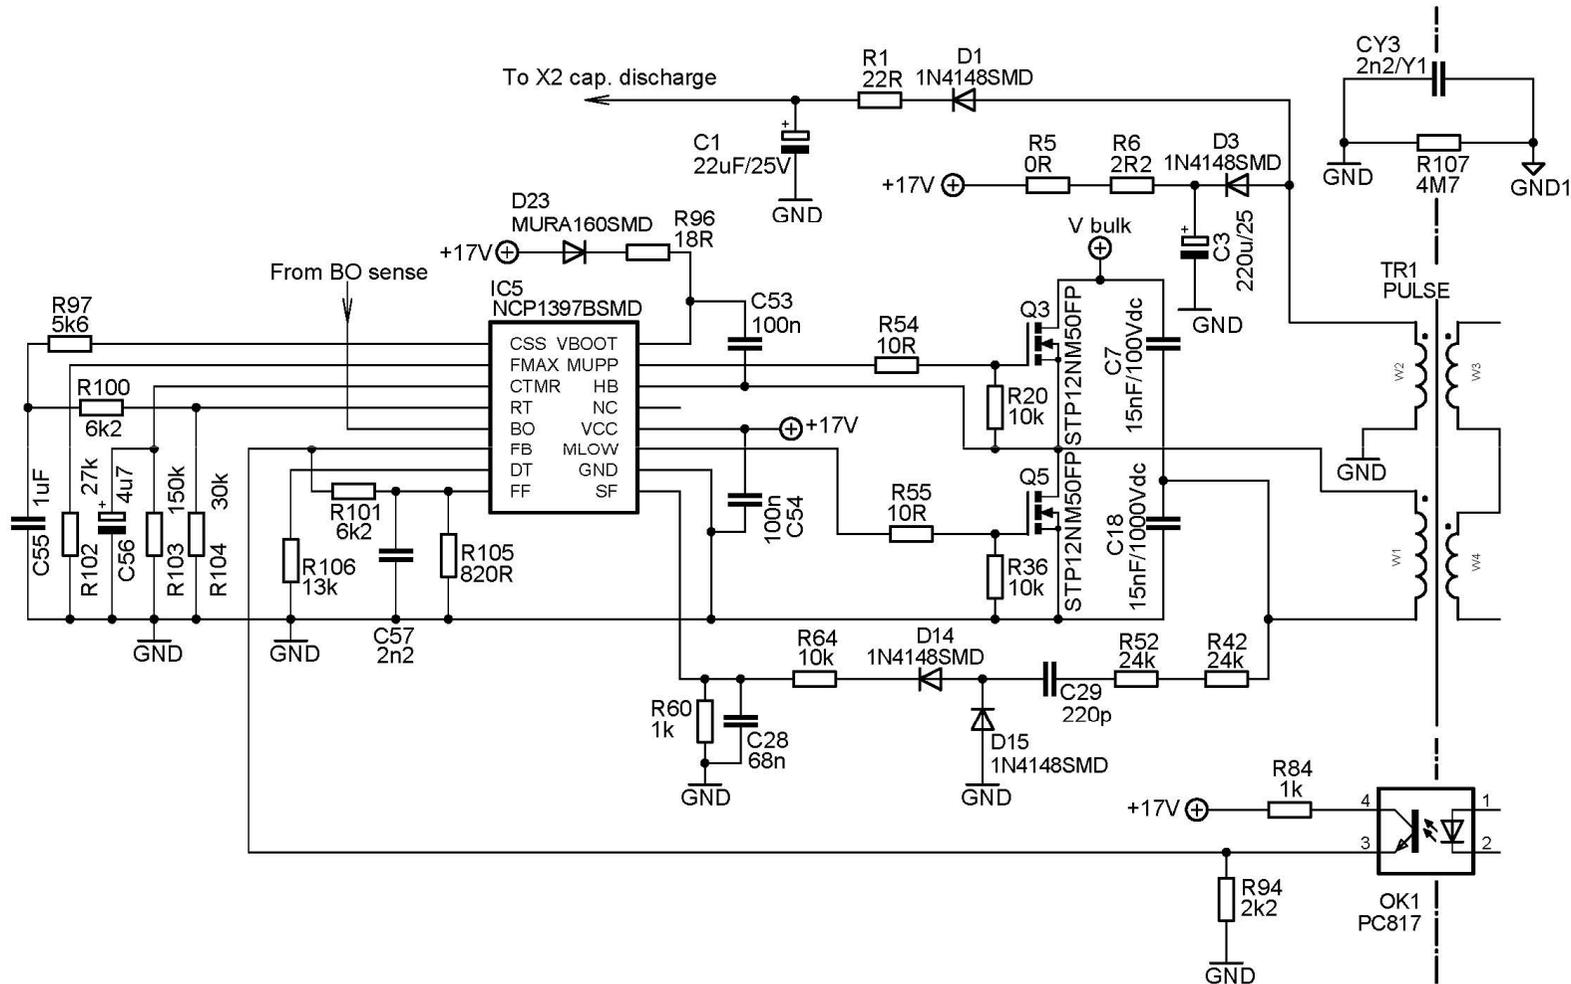 To X2 cap. discharge
R1
22R
D1
1N4148SMD
CY3
2n2/Y1
+
C1
22uF/25V
GND
R5
0R
R6
2R2
D3
1N4148SMD
+17V
R107
4M7
GND
GND1
D23
MURA160SMD
+17V
R96
18R
V bulk
+
C3
220u/25
GND
From BO sense
IC5
NCP1397BSMD
C53
100n
TR1
PULSE
R97
5k6
CSS VBOOT
FMAX MUPP
CTMR HB
RT NC
BO VCC
FB MLOW
DT GND
FF SF
R54
10R
Q3
STP12NM50FP
C7
15nF/100Vdc
W2
W3
R100
6k2
R20
10k
+17V
GND
1uF
C55
27k
R102
4u7
+
C56
150k
R103
30k
R104
R101
6k2
R106
13k
R105
820R
100n
C54
R55
10R
Q5
STP12NM50FP
C18
15nF/1000Vdc
R36
10k
W1
W4
GND
GND
C57
2n2
R64
10k
D14
1N4148SMD
R52
24k
R42
24k
C29
220p
R60
1k
C28
68n
GND
D15
1N4148SMD
GND
R84
1k
+17V
4
3
1
2
OK1
PC817
R94
2k2
GND